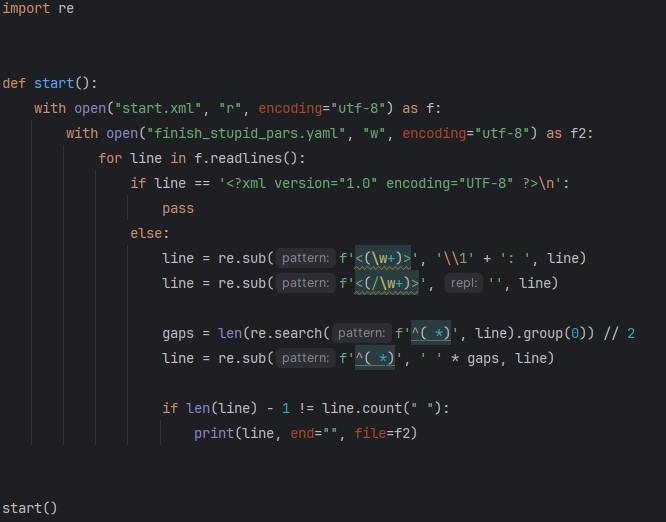 import re
def start():
    with open("start.xml", "r", encoding="utf-8") as f:
        with open("finish_stupid_pars.yaml", "w", encoding="utf-8") as f2:
            for line in f.readlines():
                if line == '<?xml version="1.0" encoding="UTF-8" ?>\n':
                    pass
                else:
                    line = re.sub( pattern: f'<(\w+)>', '\\1' + ': ', line)
                    line = re.sub( pattern: f'<(/\w+)>', repl: '', line)
                    gaps = len(re.search( pattern: f'^( *)', line).group(0)) // 2
                    line = re.sub( pattern: f'^( *)', ' ' * gaps, line)
                    if len(line) - 1 != line.count(" "):
                        print(line, end="", file=f2)
start()